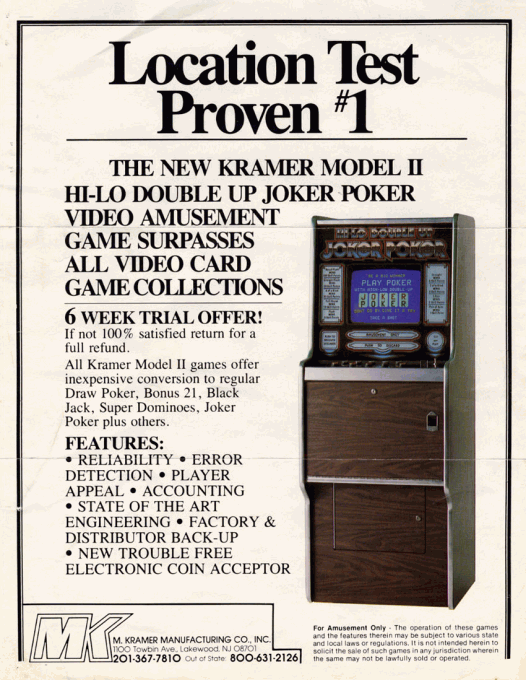 Location Test
Proven #1
THE NEW KRAMER MODEL II
HI-LO DOUBLE UP JOKER POKER
VIDEO AMUSEMENT
GAME SURPASSES
ALL VIDEO CARD
GAME COLLECTIONS
6 WEEK TRIAL OFFER!
If not 100% satisfied return for a
full refund.
All Kramer Model II games offer
inexpensive conversion to regular
Draw Poker, Bonus 21, Black
Jack, Super Dominoes, Joker
Poker plus others.
FEATURES:
• RELIABILITY • ERROR
DETECTION • PLAYER
APPEAL • ACCOUNTING
• STATE OF THE ART
ENGINEERING • FACTORY &
DISTRIBUTOR BACK-UP
• NEW TROUBLE FREE
ELECTRONIC COIN ACCEPTOR
HI-LO DOUBLE UP
JOKER POKER
PLAY POKER
WITH HIGH-LOW DOUBLE UP
JOKER
MK
M. KRAMER MANUFACTURING CO., INC.
1100 Towbin Ave., Lakewood, NJ 08701
201-367-7810 Out of State: 800-631-2126
For Amusement Only - The operation of these games
and the features therein may be subject to various state
and local laws or regulations. It is not intended herein to
solicit the sale of such games in any jurisdiction wherein
the same may not be lawfully sold or operated.